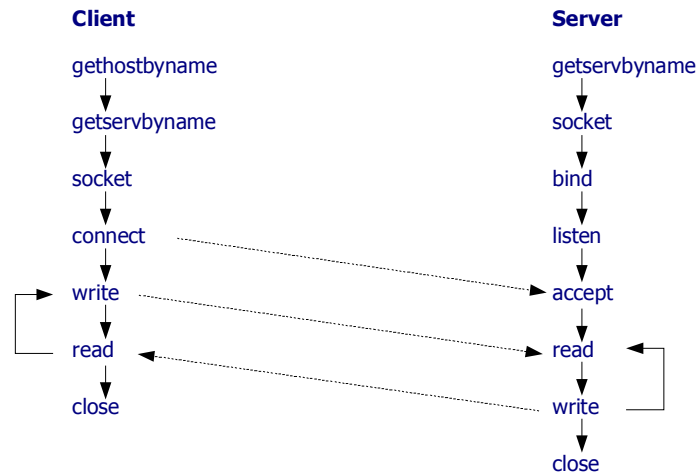 Client
Server
gethostbyname
getservbyname
getservbyname
socket
socket
bind
connect
listen
write
accept
read
read
close
write
close